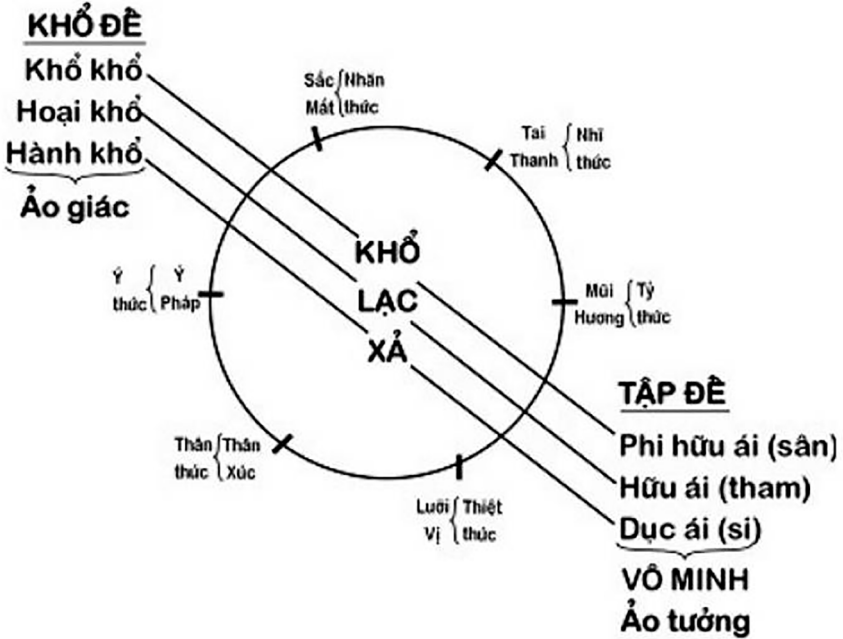 KHỔ ĐỀ
Khổ khổ
Hoại khổ
Hành khổ
Ảo giác
Sắc Nhãn
Mắt thức
Tai Nhĩ
Thanh thức
Mũi Tỷ
Hương thức
Lưỡi Thiệt
Vị thức
Thân Thân
thức Xúc
Ý Ý
thức Pháp
KHỔ
LẠC
XẢ
TẬP ĐỀ
Phi hữu ái (sân)
Hữu ái (tham)
Dục ái (si)
VÔ MINH
Ảo tưởng